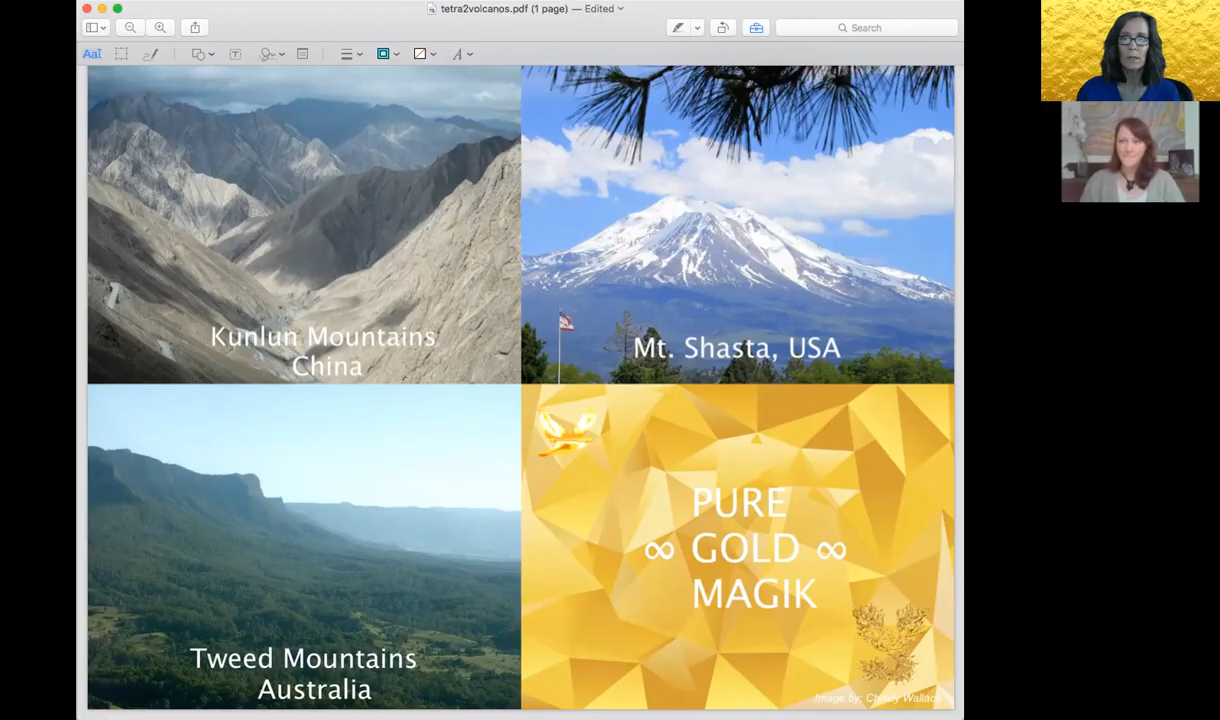 tetra2volcanos.pdf (1 page) — Edited
Search
AaI
T
A
Kunlun Mountains
China
Mt. Shasta, USA
Tweed Mountains
Australia
PURE
∞ GOLD ∞
MAGIK
Image by: Christy Wallace